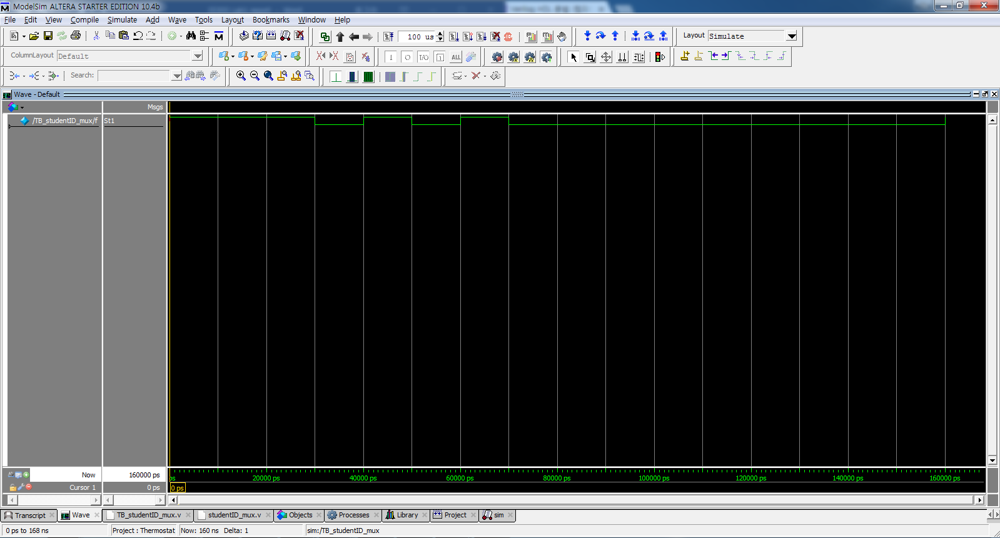 ModelSim ALTERA STARTER EDITION 10.4b
File Edit View Compile Simulate Add Wave Tools Layout Bookmarks Window Help
100 us
Layout Simulate
ColumnLayout Default
Search:
Wave - Default
Msgs
/TB_studentID_mux/f St1
Now 160000 ps
ps 20000 ps 40000 ps 60000 ps 80000 ps 100000 ps 120000 ps 140000 ps 160000 ps
Cursor 1 0 ps
0 ps
Transcript Wave TB_studentID_mux.v studentID_mux.v Objects Processes Library Project sim
0 ps to 168 ns Project : Thermostat Now: 160 ns Delta: 1 sim:/TB_studentID_mux